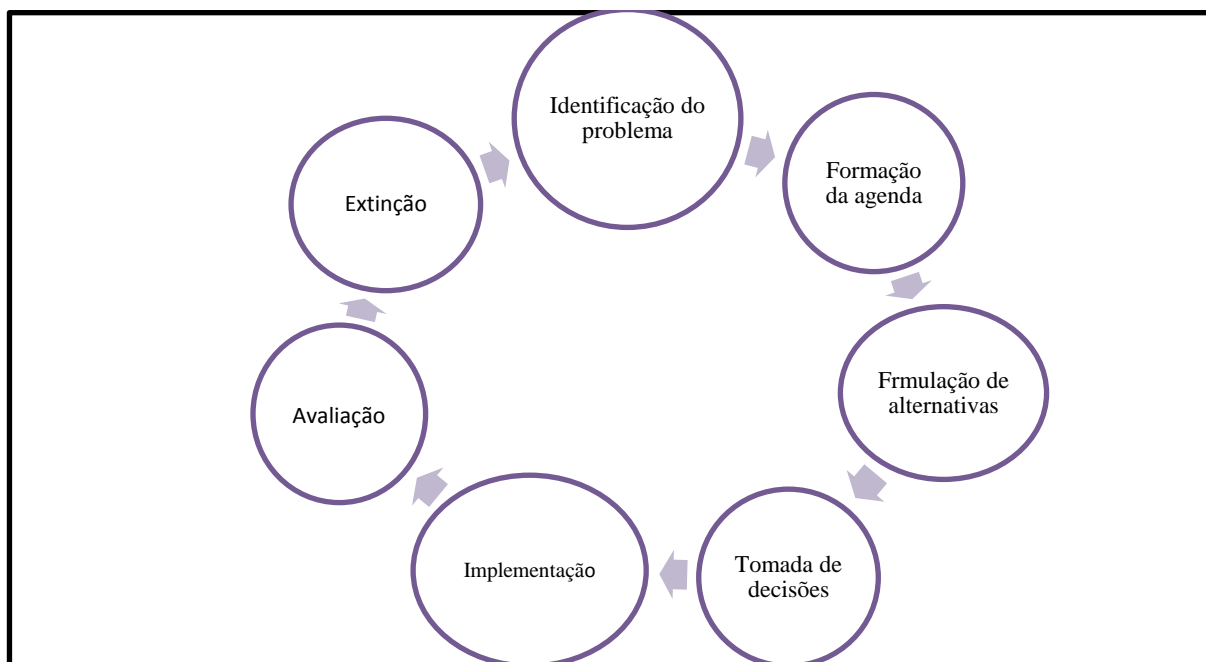 Identificação do
problema
Formação
da agenda
Frmulação de
alternativas
Tomada de
decisões
Implementação
Avaliação
Extinção